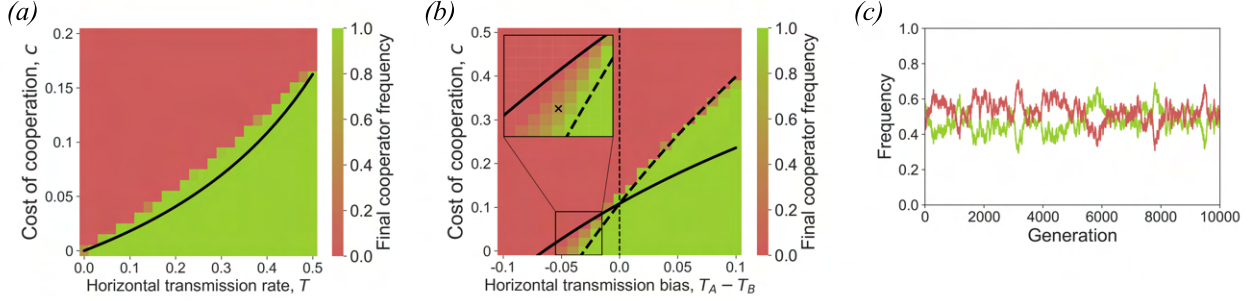 (a)
0.2
0.15
0.1
0.05
0
Cost of cooperation, c
0.0 0.1 0.2 0.3 0.4 0.5
Horizontal transmission rate, T
1.0
0.8
0.6
0.4
0.2
0.0
Final cooperator frequency
(b)
0.5
0.4
0.3
0.2
0.1
0
Cost of cooperation, c
-0.1 -0.05 0.0 0.05 0.1
Horizontal transmission bias, T_A − T_B
1.0
0.8
0.6
0.4
0.2
0.0
Final cooperator frequency
(c)
1.0
0.8
0.6
0.4
0.2
0.0
Frequency
0 2000 4000 6000 8000 10000
Generation